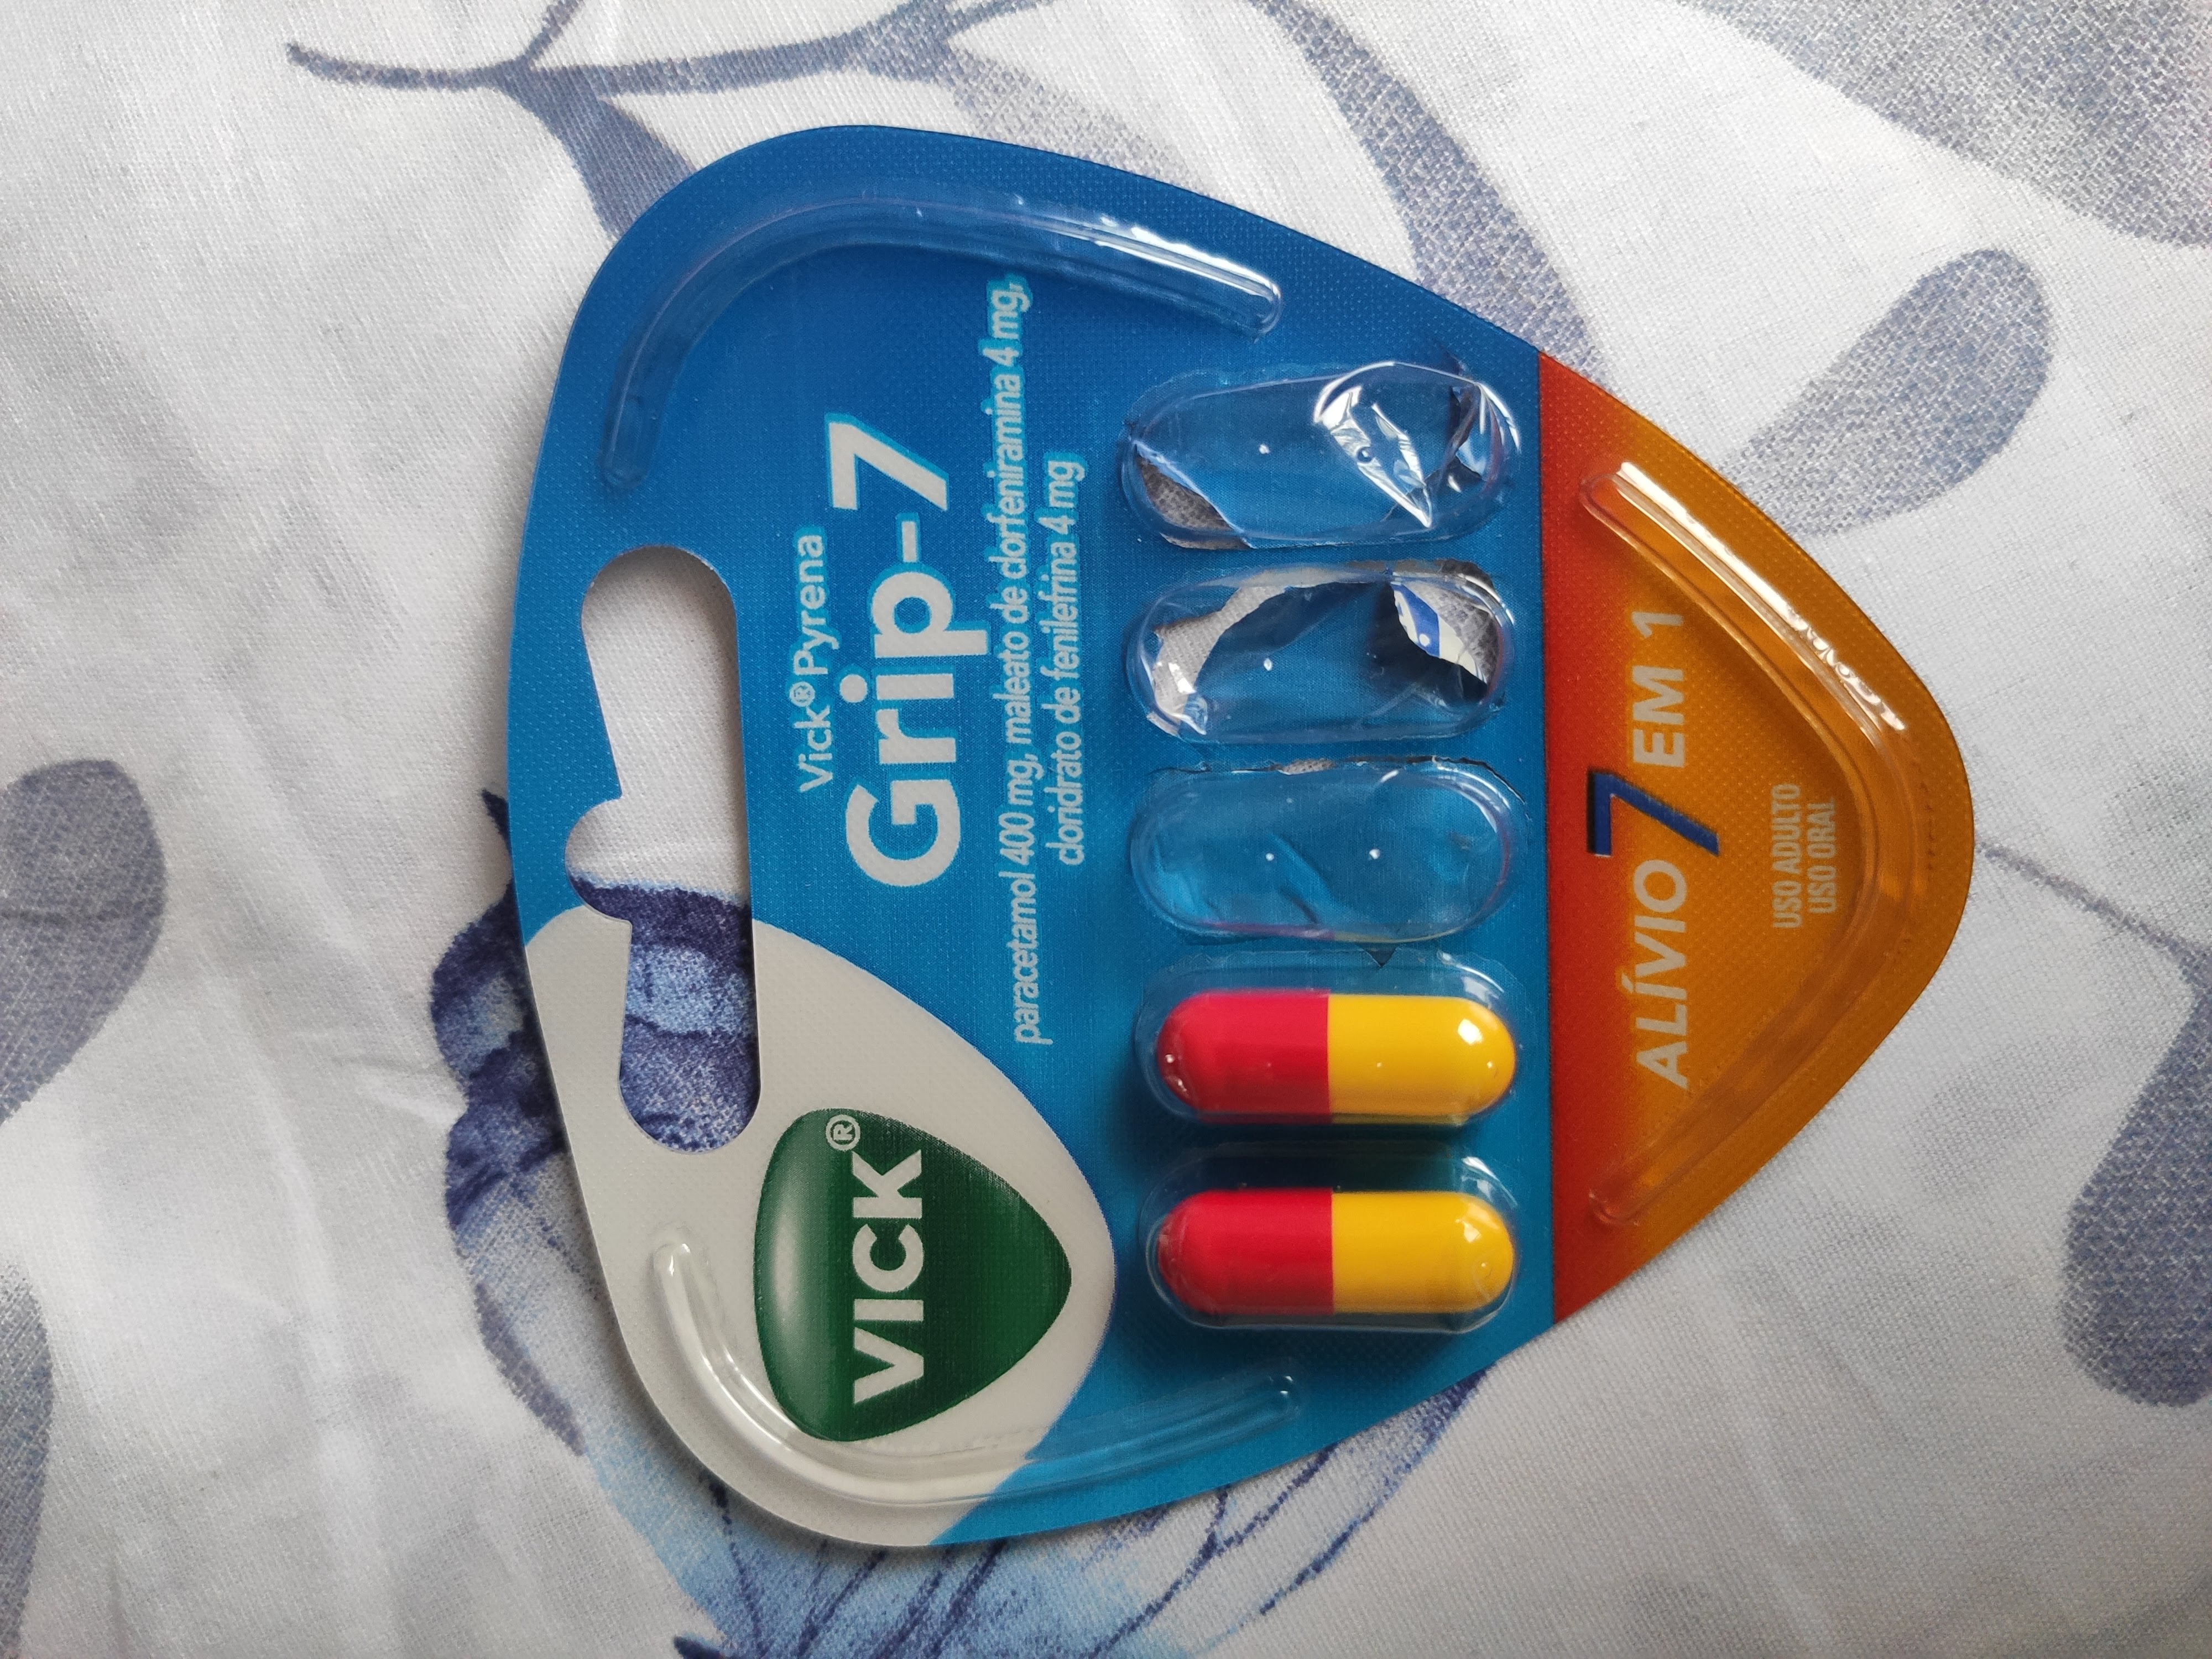 VICK®
Vick® Pyrena
Grip-7
paracetamol 400 mg, maleato de clorfeniramina 4 mg,
cloridrato de fenilefrina 4 mg
ALÍVIO 7 EM 1
USO ADULTO
USO ORAL